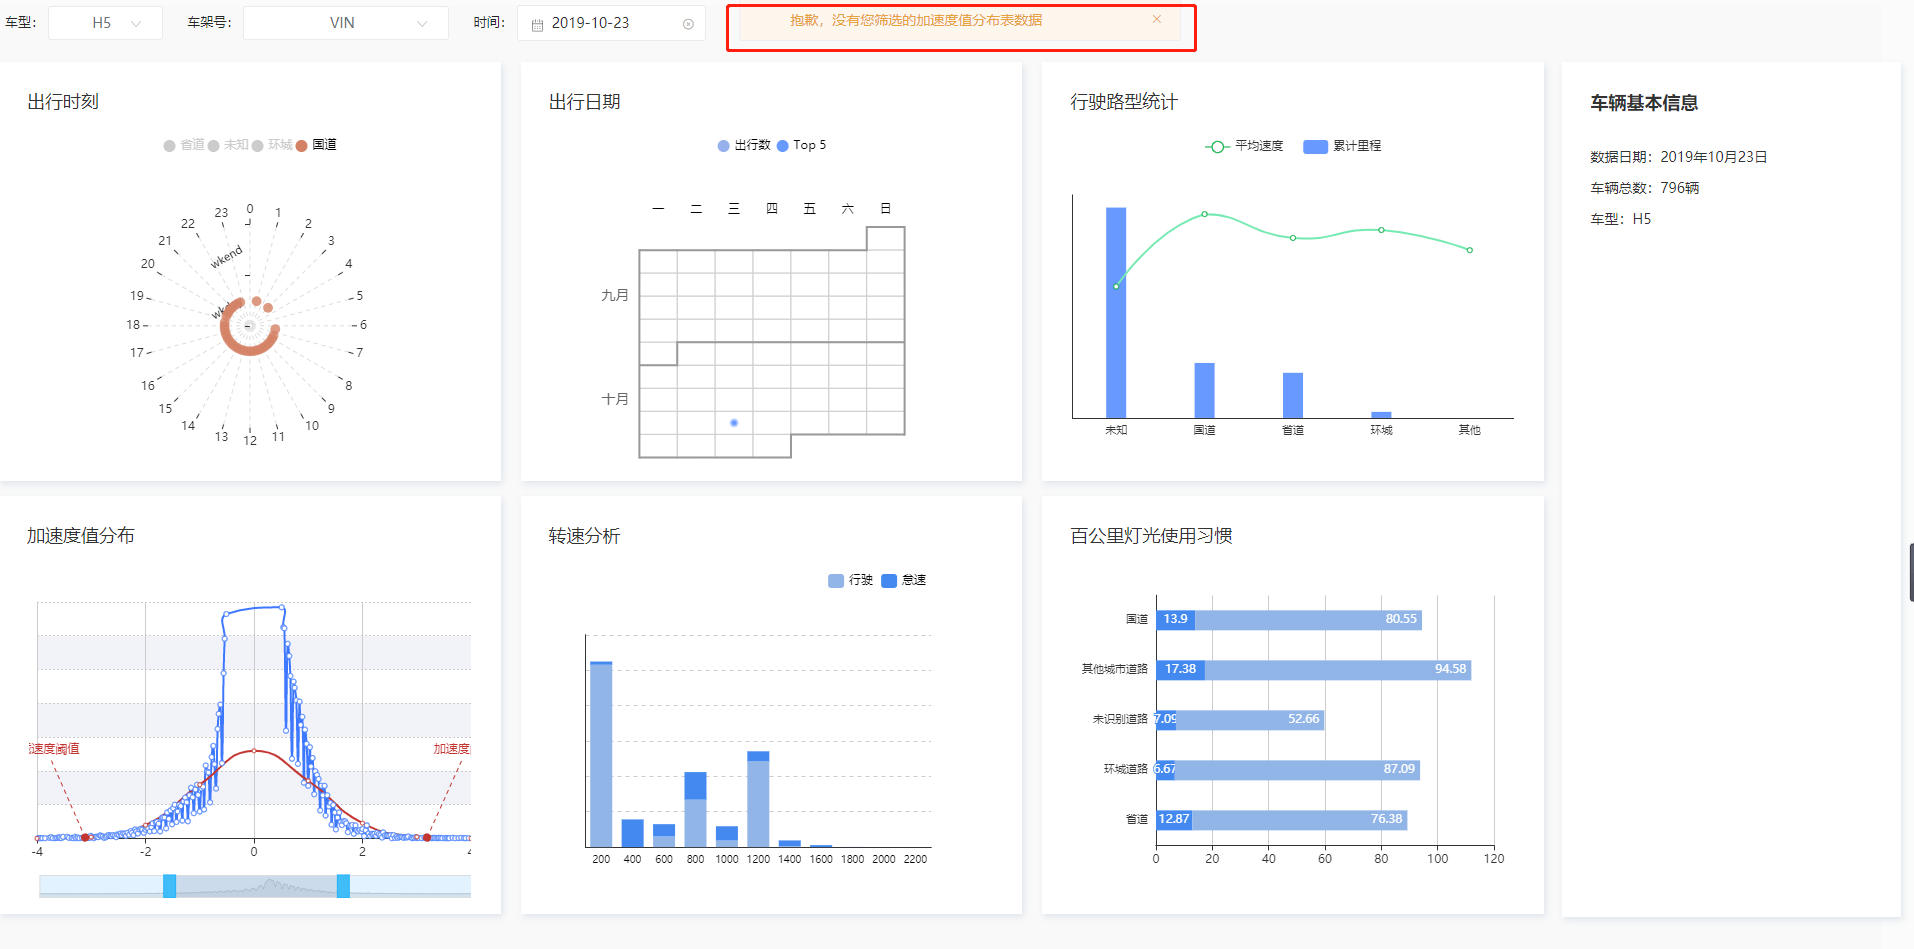 车型： H5 车架号： VIN 时间： 2019-10-23 抱歉，没有您筛选的加速度值分布表数据
出行时刻
省道 未知 环城 国道
0
1
2
3
4
5
6
7
8
9
10
11
12
13
14
15
16
17
18
19
20
21
22
23
wkend
出行日期
出行数 Top 5
一 二 三 四 五 六 日
九月
十月
行驶路型统计
平均速度 累计里程
未知 国道 省道 环城 其他
车辆基本信息
数据日期：2019年10月23日
车辆总数：796辆
车型：H5
加速度值分布
速度阈值
加速度
-4 -2 0 2
转速分析
行驶 怠速
200 400 600 800 1000 1200 1400 1600 1800 2000 2200
百公里灯光使用习惯
国道 13.9 80.55
其他城市道路 17.38 94.58
未识别道路 7.09 52.66
环城道路 6.67 87.09
省道 12.87 76.38
0 20 40 60 80 100 120